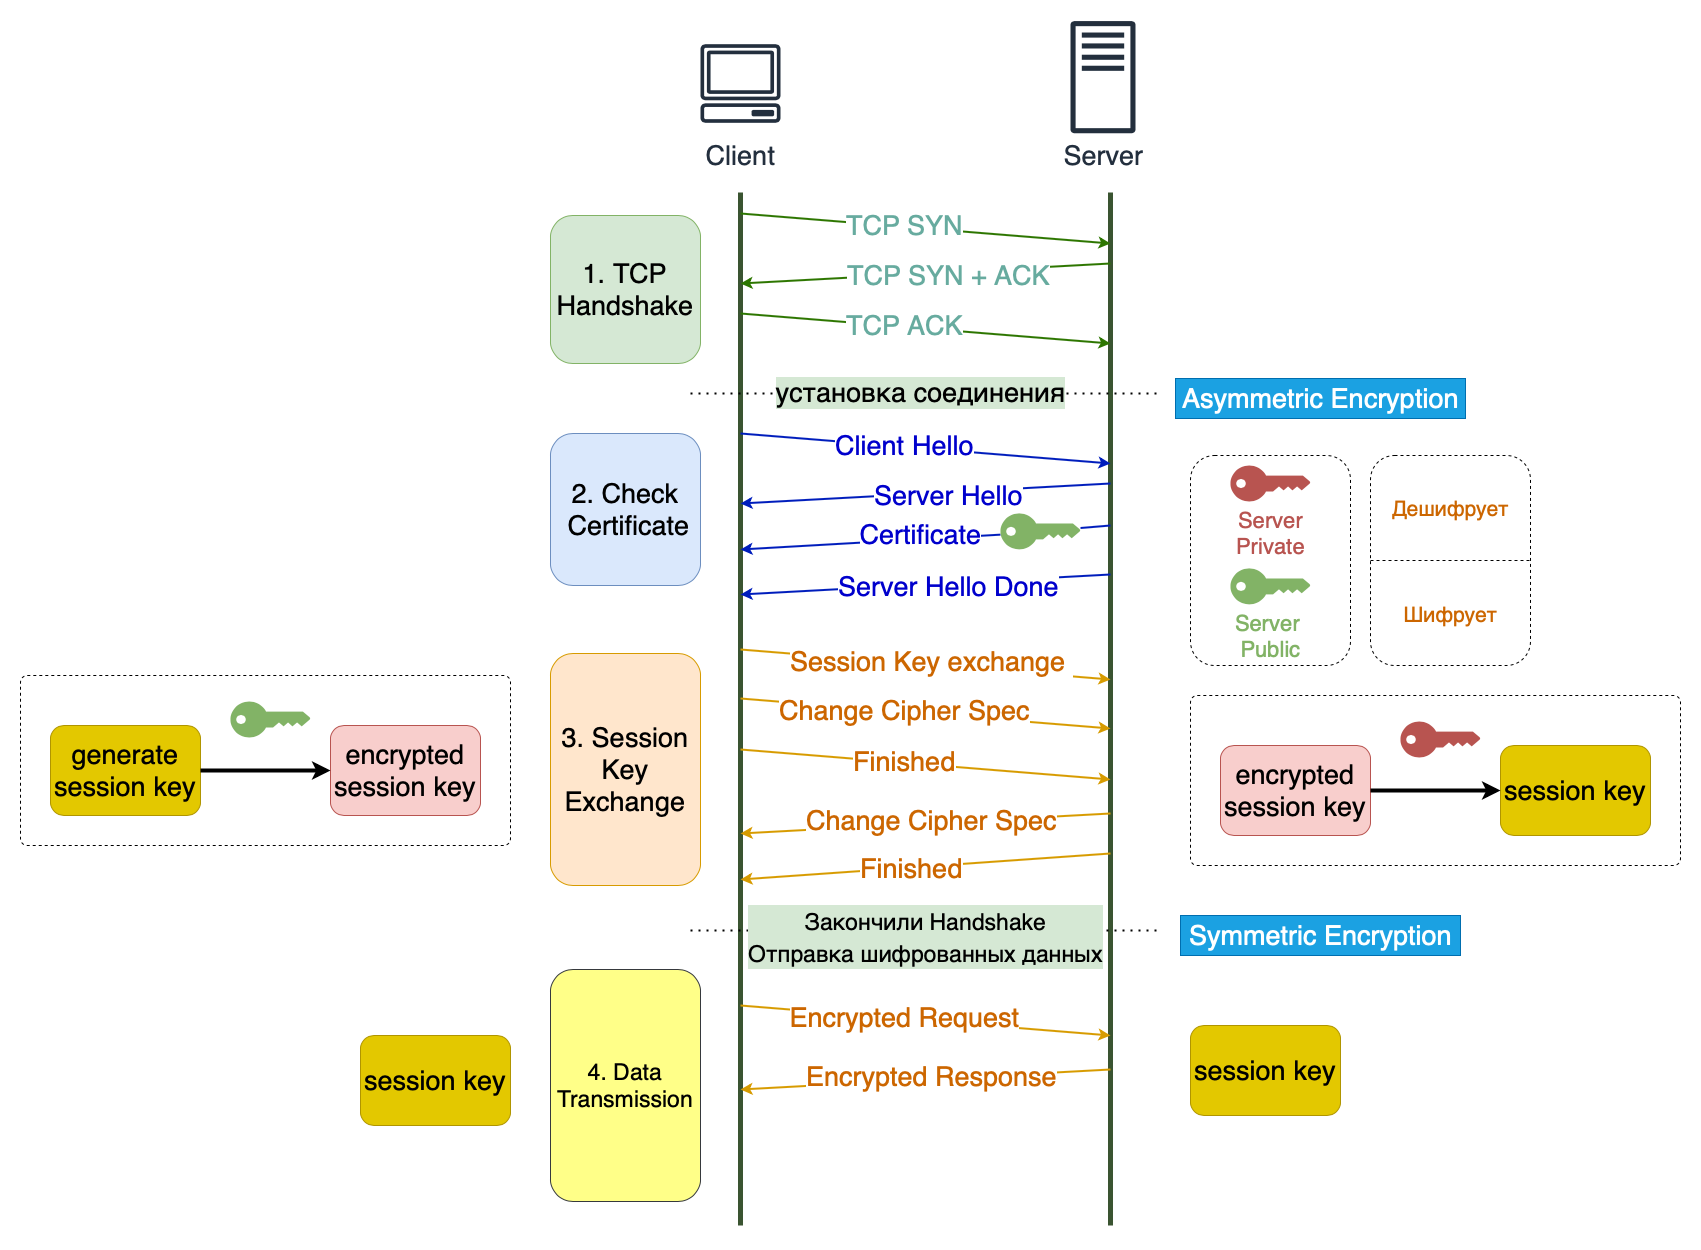 Client
Server
1. TCP
Handshake
TCP SYN
TCP SYN + ACK
TCP ACK
установка соединения
Asymmetric Encryption
2. Check
Certificate
Client Hello
Server Hello
Certificate
Server Hello Done
Server
Private
Server
Public
Дешифрует
Шифрует
generate
session key
encrypted
session key
3. Session
Key
Exchange
Session Key exchange
Change Cipher Spec
Finished
Change Cipher Spec
Finished
encrypted
session key
session key
Закончили Handshake
Отправка шифрованных данных
Symmetric Encryption
session key
4. Data
Transmission
Encrypted Request
Encrypted Response
session key